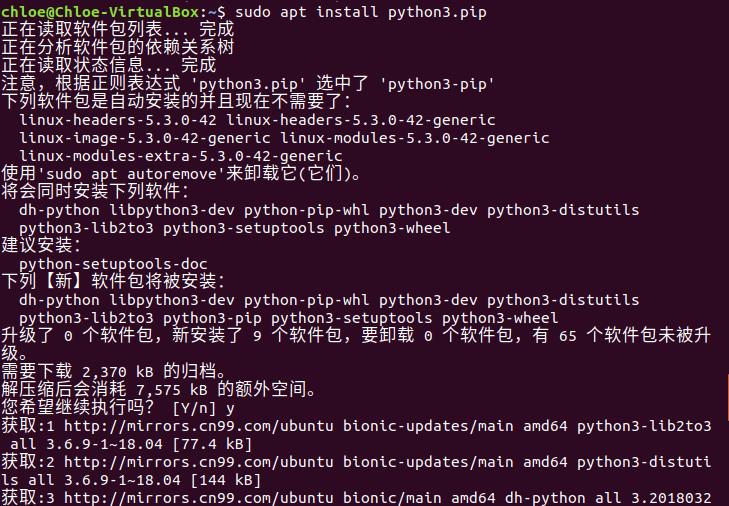 chloe@Chloe-VirtualBox:~$ sudo apt install python3.pip
正在读取软件包列表... 完成
正在分析软件包的依赖关系树
正在读取状态信息... 完成
注意，根据正则表达式 'python3.pip' 选中了 'python3-pip'
下列软件包是自动安装的并且现在不需要了：
  linux-headers-5.3.0-42 linux-headers-5.3.0-42-generic
  linux-image-5.3.0-42-generic linux-modules-5.3.0-42-generic
  linux-modules-extra-5.3.0-42-generic
使用'sudo apt autoremove'来卸载它(它们)。
将会同时安装下列软件：
  dh-python libpython3-dev python-pip-whl python3-dev python3-distutils
  python3-lib2to3 python3-setuptools python3-wheel
建议安装：
  python-setuptools-doc
下列【新】软件包将被安装：
  dh-python libpython3-dev python-pip-whl python3-dev python3-distutils
  python3-lib2to3 python3-pip python3-setuptools python3-wheel
升级了 0 个软件包，新安装了 9 个软件包，要卸载 0 个软件包，有 65 个软件包未被升
级。
需要下载 2,370 kB 的归档。
解压缩后会消耗 7,575 kB 的额外空间。
您希望继续执行吗？ [Y/n] y
获取:1 http://mirrors.cn99.com/ubuntu bionic-updates/main amd64 python3-lib2to3
 all 3.6.9-1~18.04 [77.4 kB]
获取:2 http://mirrors.cn99.com/ubuntu bionic-updates/main amd64 python3-distuti
ls all 3.6.9-1~18.04 [144 kB]
获取:3 http://mirrors.cn99.com/ubuntu bionic/main amd64 dh-python all 3.2018032